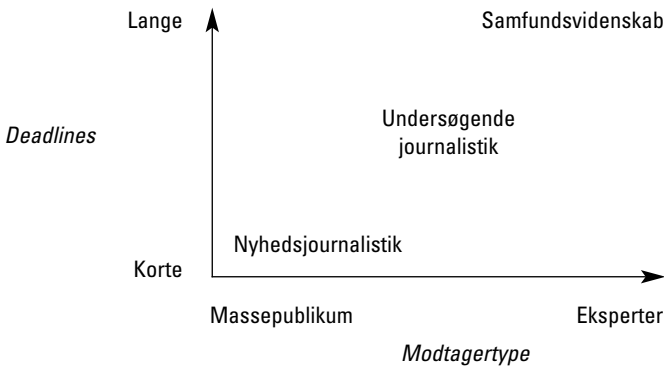 Lange
Samfundsvidenskab
Deadlines
Undersøgende
journalistik
Nyhedsjournalistik
Korte
Massepublikum
Eksperter
Modtagertype